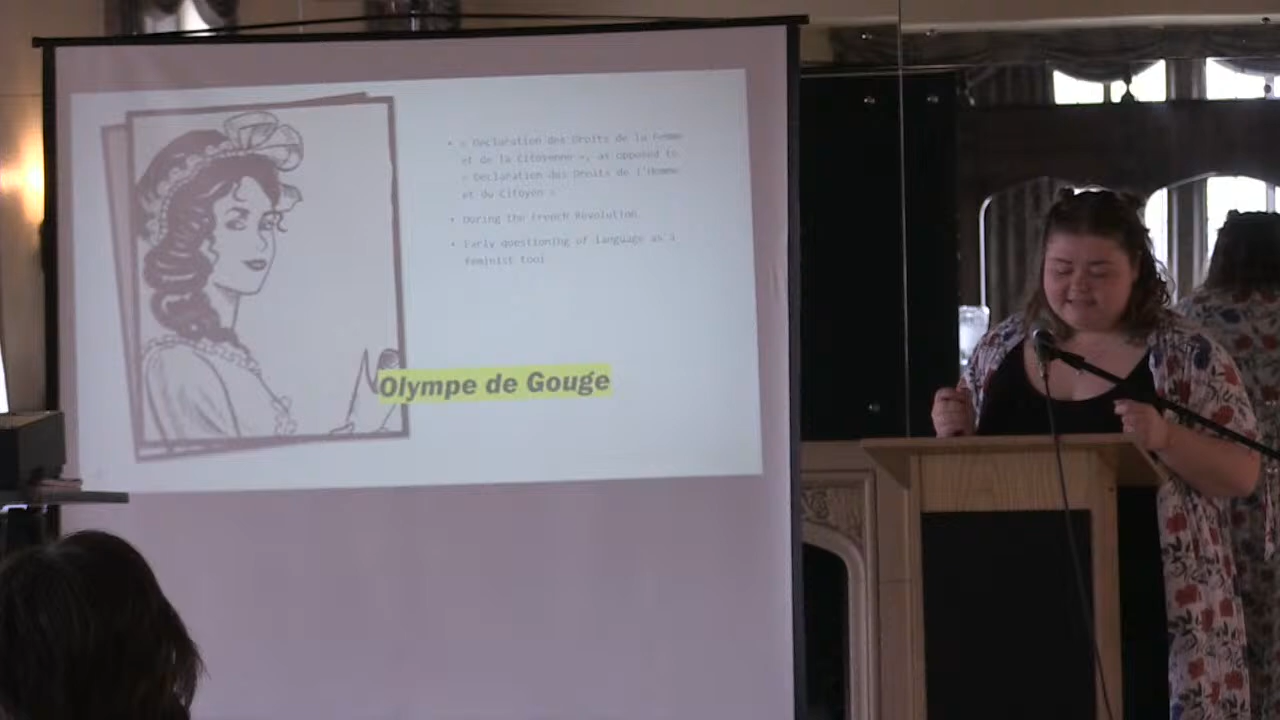 • « Declaration des Droits de la Femme
et de la Citoyenne », as opposed to
« Declaration des Droits de l'Homme
et du Citoyen »
• During the French Revolution
• Early questioning of language as a
feminist tool
Olympe de Gouge